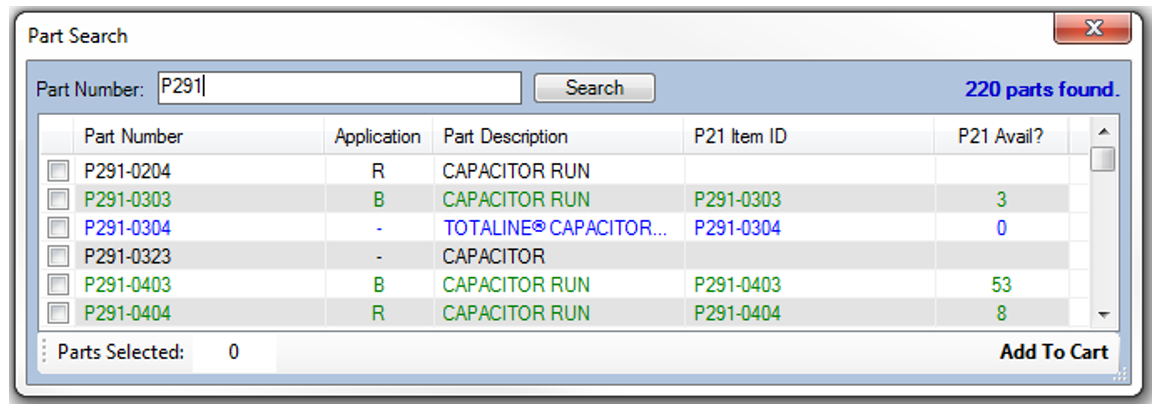 Part Search
Part Number: P291 Search 220 parts found.
Part Number Application Part Description P21 Item ID P21 Avail?
P291-0204 R CAPACITOR RUN
P291-0303 B CAPACITOR RUN P291-0303 3
P291-0304 - TOTALINE® CAPACITOR... P291-0304 0
P291-0323 - CAPACITOR
P291-0403 B CAPACITOR RUN P291-0403 53
P291-0404 R CAPACITOR RUN P291-0404 8
Parts Selected: 0 Add To Cart